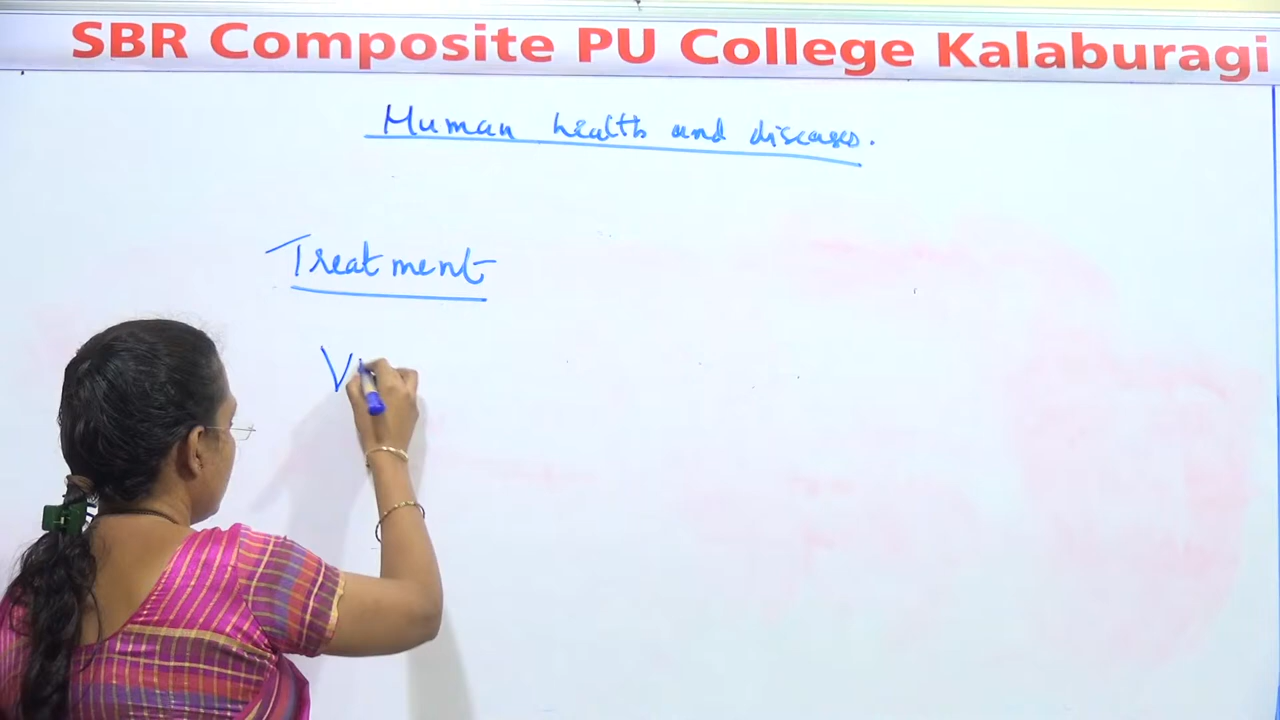 SBR Composite PU College Kalaburagi
Human health and diseases.
Treatment